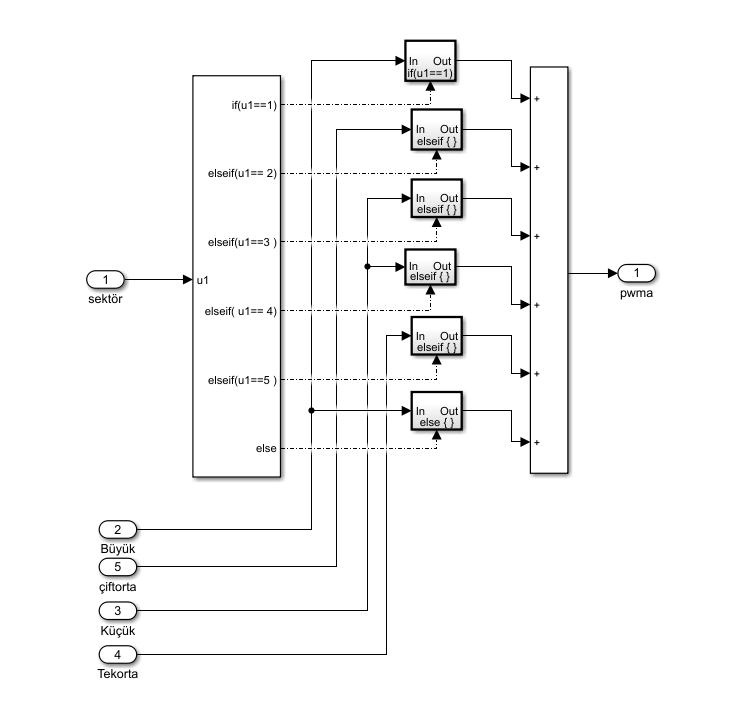 In Out
if(u1==1)
+
if(u1==1)
In Out
elseif { }
+
elseif(u1== 2)
In Out
elseif { }
+
elseif(u1==3 )
1
sektör
u1
In Out
elseif { }
1
pwma
+
elseif( u1== 4)
In Out
elseif { }
+
elseif(u1==5 )
In Out
else { }
+
else
2
Büyük
5
çiftorta
3
Küçük
4
Tekorta